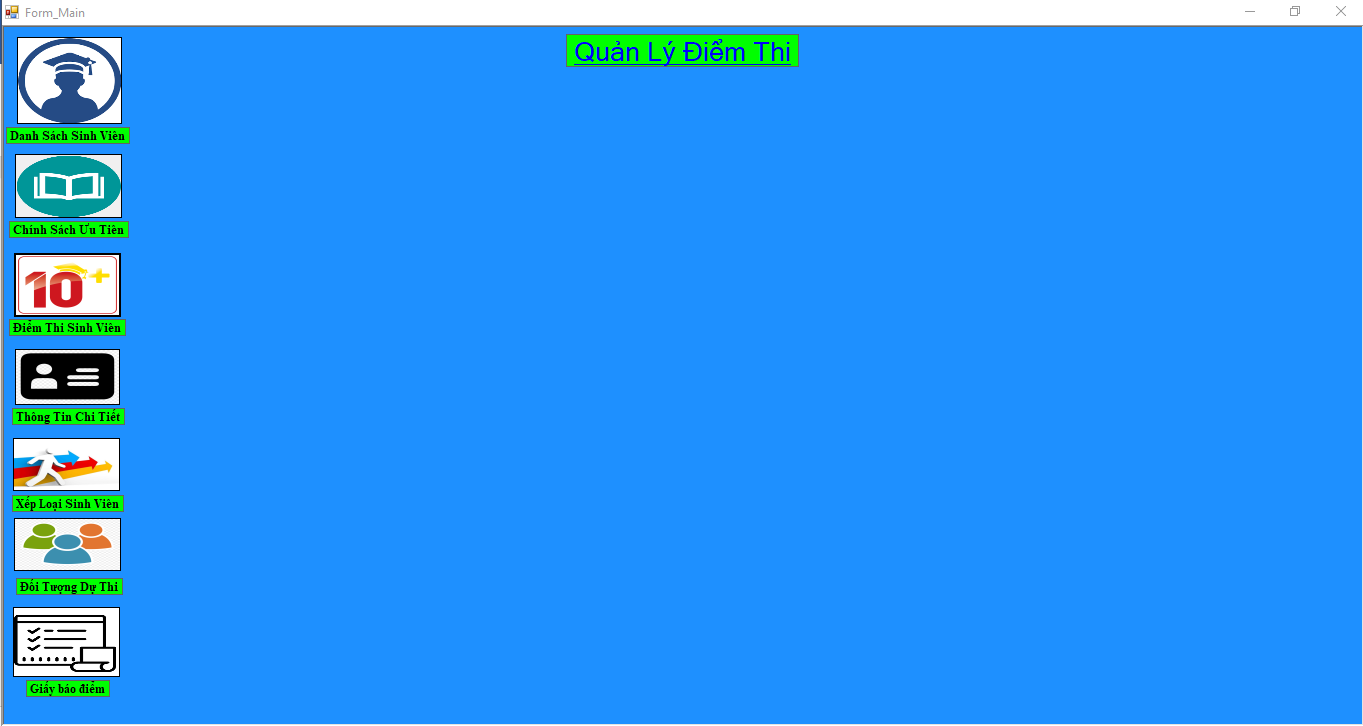 Form_Main
Quản Lý Điểm Thi
Danh Sách Sinh Viên
Chính Sách Ưu Tiên
10+
Điểm Thi Sinh Viên
Thông Tin Chi Tiết
Xếp Loại Sinh Viên
Đối Tượng Dự Thi
Giấy báo điểm